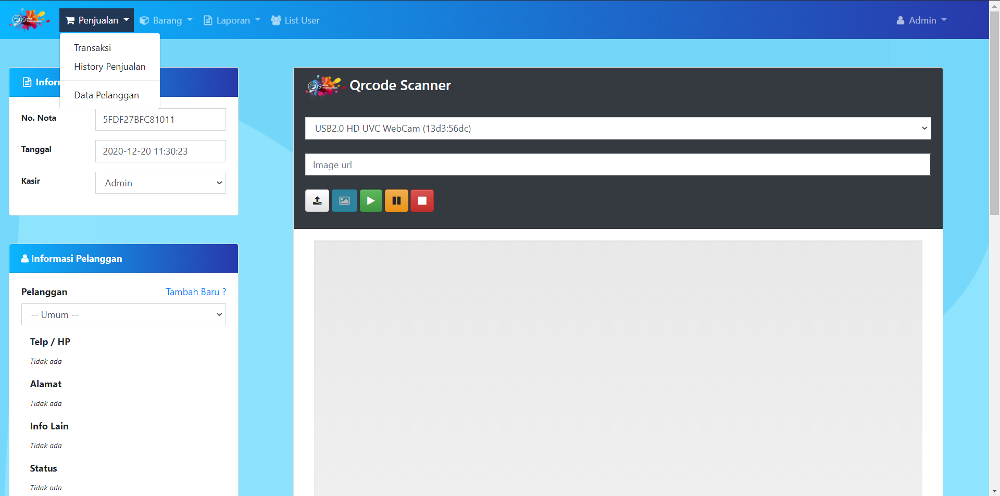 Penjualan
Barang
Laporan
List User
Admin
Transaksi
History Penjualan
Data Pelanggan
No. Nota
5FDF27BFC81011
Tanggal
2020-12-20 11:30:23
Kasir
Admin
Informasi Pelanggan
Pelanggan
Tambah Baru ?
-- Umum --
Telp / HP
Tidak ada
Alamat
Tidak ada
Info Lain
Tidak ada
Status
Tidak ada
Qrcode Scanner
USB2.0 HD UVC WebCam (13d3:56dc)
Image url